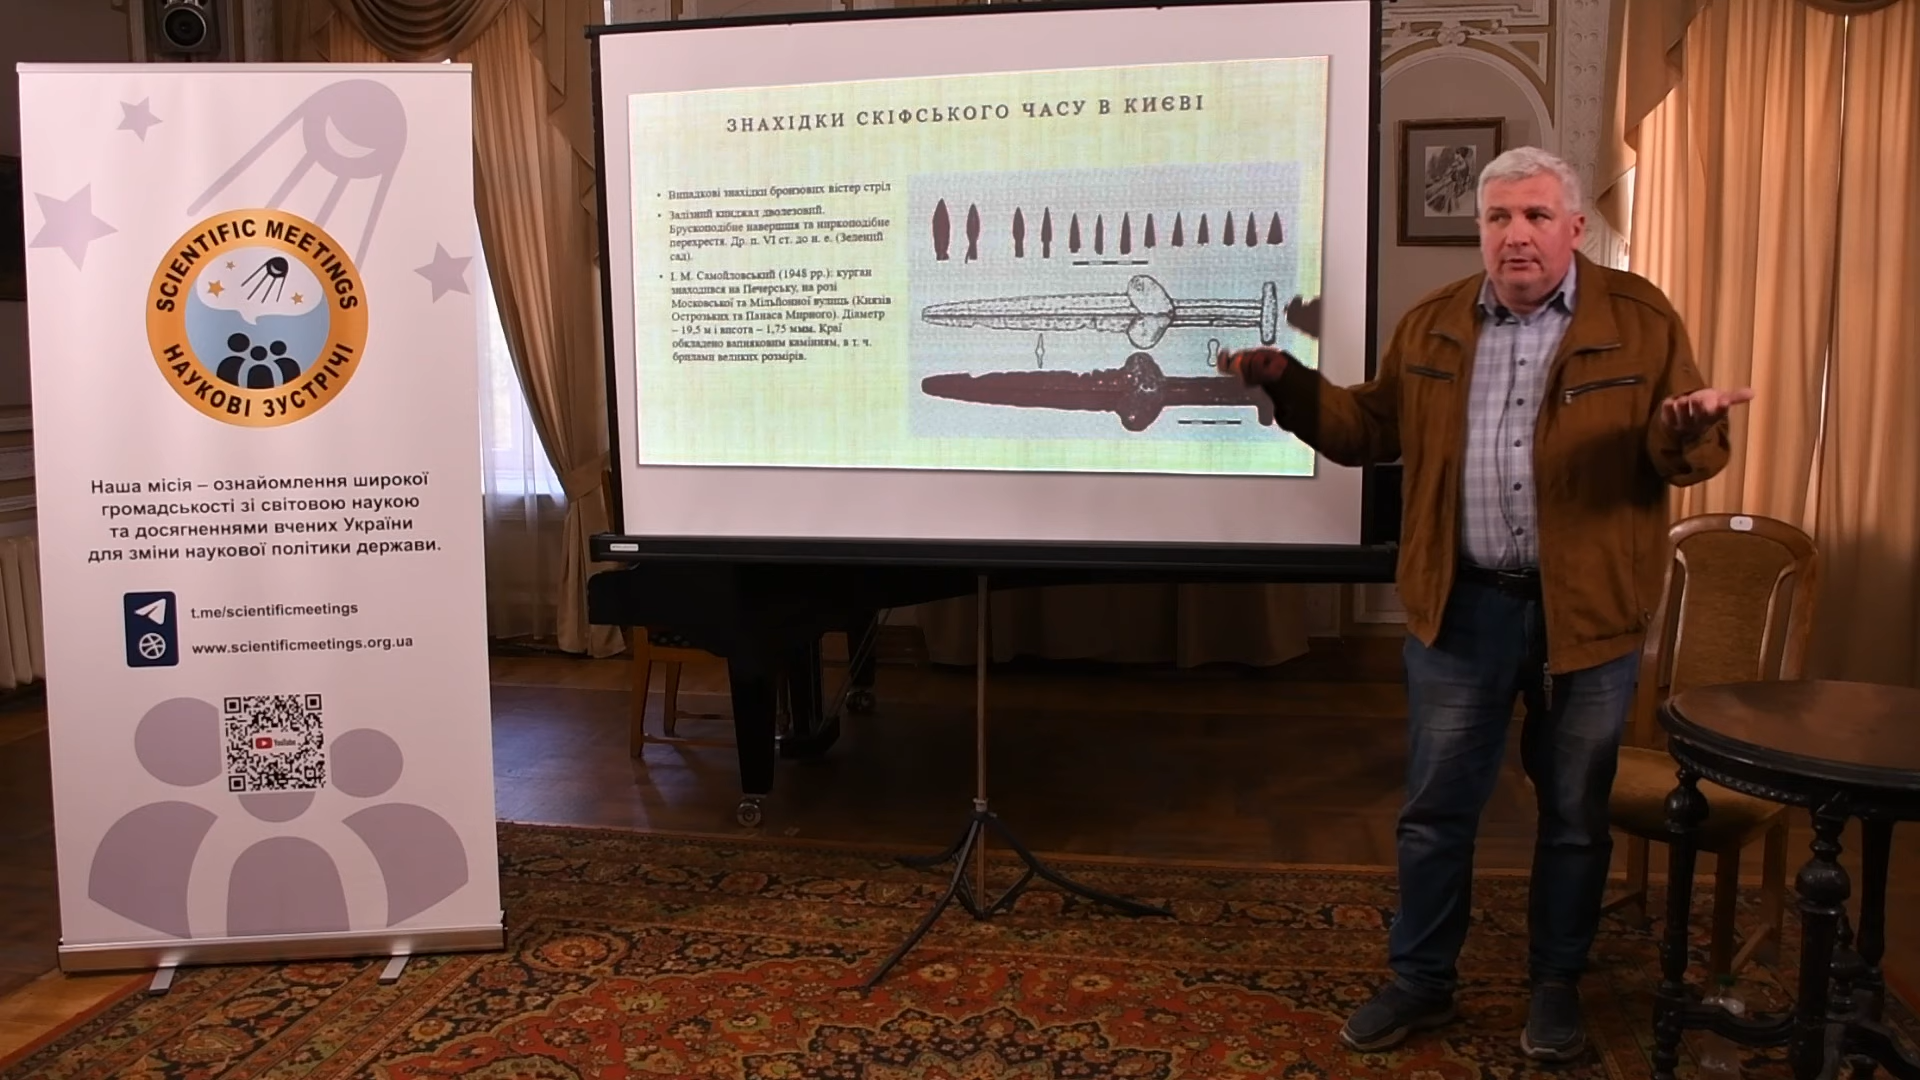 SCIENTIFIC MEETINGS
НАУКОВІ ЗУСТРІЧІ
Наша місія – ознайомлення широкої
громадськості зі світовою наукою
та досягненнями вчених України
для зміни наукової політики держави.
t.me/scientificmeetings
www.scientificmeetings.org.ua
YouTube
ЗНАХІДКИ СКІФСЬКОГО ЧАСУ В КИЄВІ
• Випадкові знахідки бронзових вістер стріл
• Залізний кинджал дволезовий.
Брускоподібне навершшя та ниркоподібне
перехрестя. Др. п. VI ст. до н. е. (Зелений
сад).
• І. М. Самойловський (1948 рр.): курган
знаходився на Печерську, на розі
Московської та Мільйонної вулиць (Князів
Острозьких та Панаса Мирного). Діаметр
– 19,5 м і висота – 1,75 ммм. Краї
обкладено вапняковим камінням, в т. ч.
брилами великих розмірів.